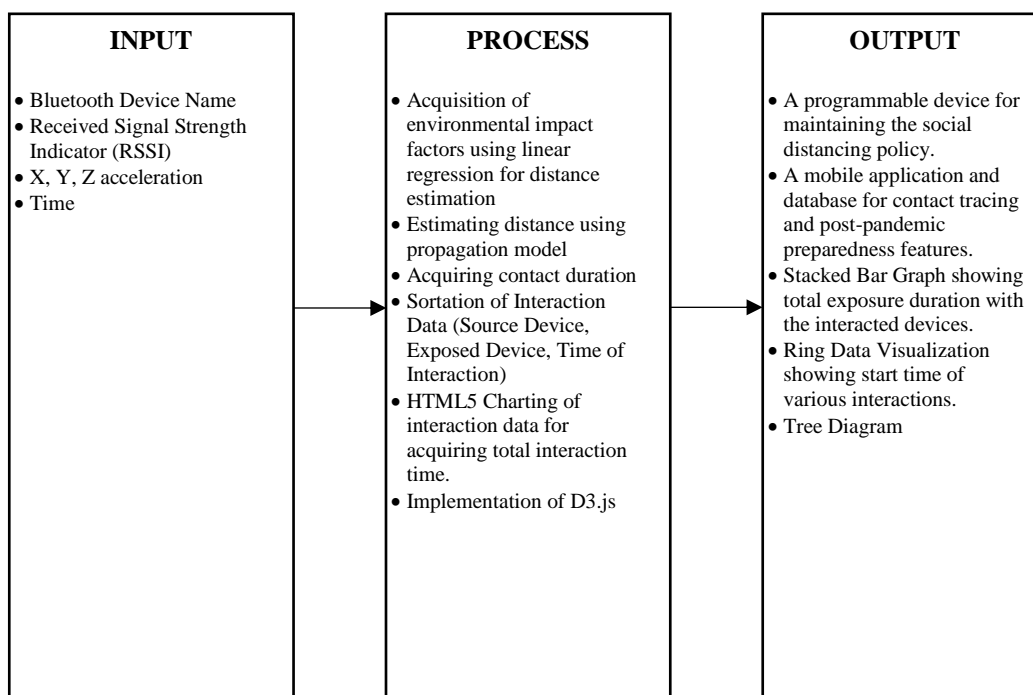 INPUT
• Bluetooth Device Name
• Received Signal Strength
Indicator (RSSI)
• X, Y, Z acceleration
• Time
PROCESS
• Acquisition of
environmental impact
factors using linear
regression for distance
estimation
• Estimating distance using
propagation model
• Acquiring contact duration
• Sortation of Interaction
Data (Source Device,
Exposed Device, Time of
Interaction)
• HTML5 Charting of
interaction data for
acquiring total interaction
time.
• Implementation of D3.js
OUTPUT
• A programmable device for
maintaining the social
distancing policy.
• A mobile application and
database for contact tracing
and post-pandemic
preparedness features.
• Stacked Bar Graph showing
total exposure duration with
the interacted devices.
• Ring Data Visualization
showing start time of
various interactions.
• Tree Diagram